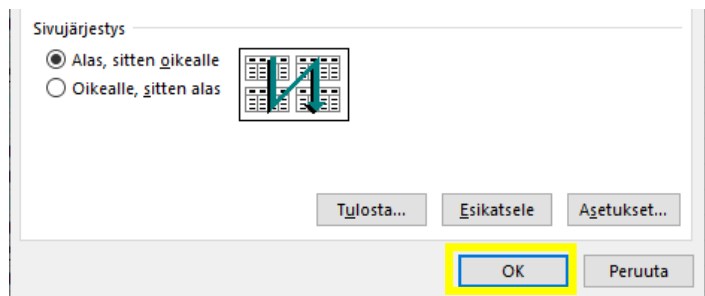 Sivujärjestys
Alas, sitten oikealle
Oikealle, sitten alas
Tulosta... Esikatsele Asetukset...
OK Peruuta